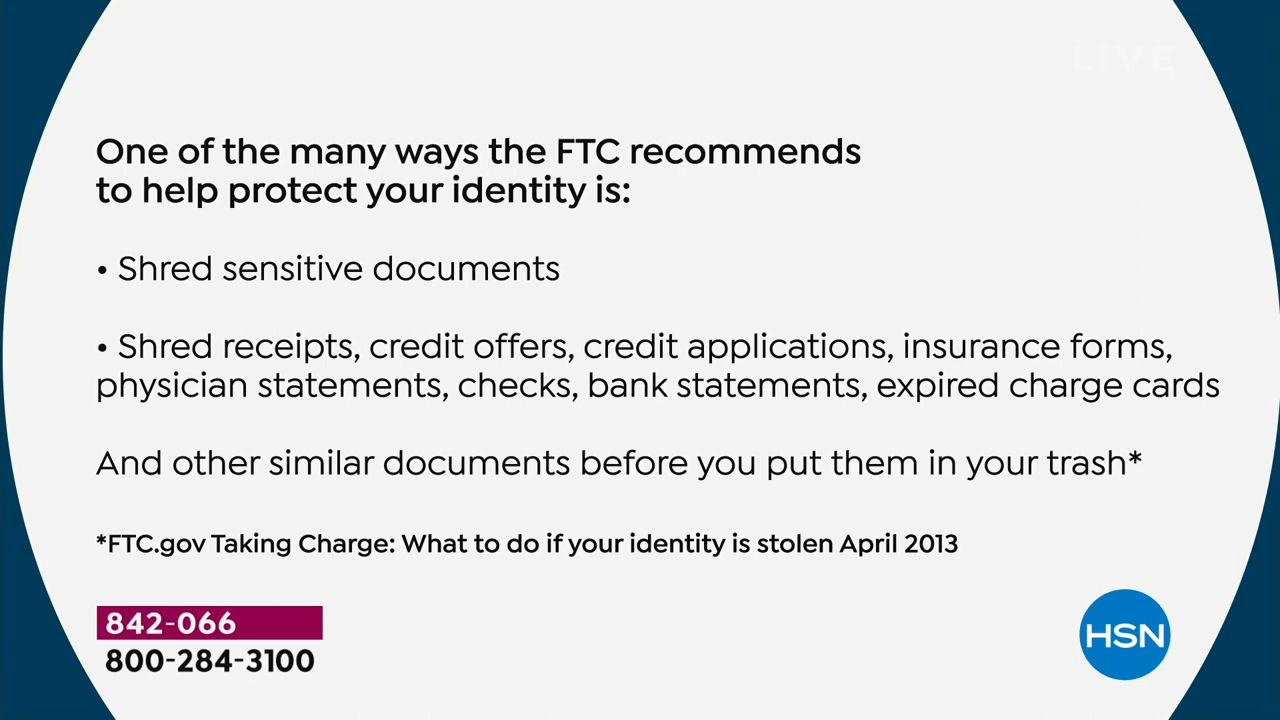 LIVE
One of the many ways the FTC recommends
to help protect your identity is:
• Shred sensitive documents
• Shred receipts, credit offers, credit applications, insurance forms,
physician statements, checks, bank statements, expired charge cards
And other similar documents before you put them in your trash*
*FTC.gov Taking Charge: What to do if your identity is stolen April 2013
842-066
800-284-3100
HSN